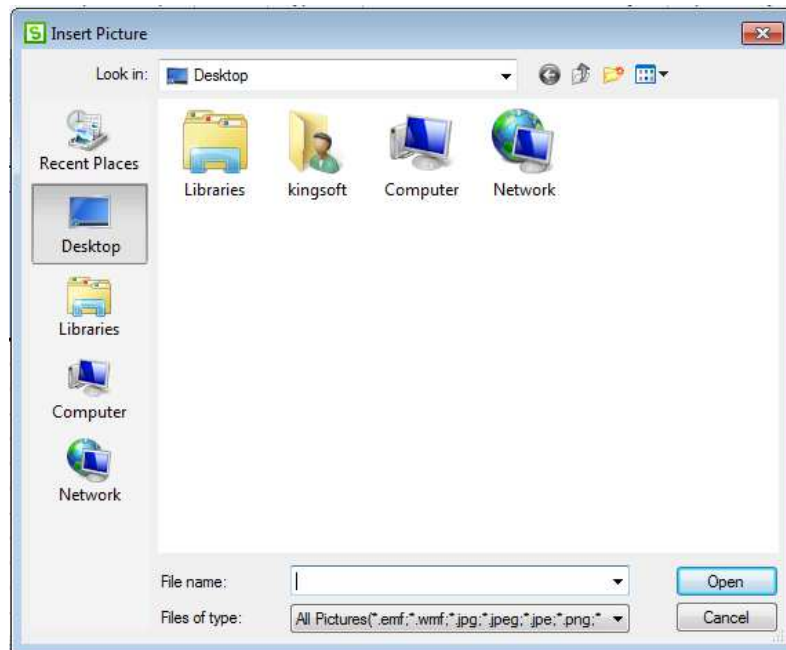 S Insert Picture
Look in: Desktop
Recent Places
Desktop
Libraries
Computer
Network
Libraries kingsoft Computer Network
File name: Open
Files of type: All Pictures(*.emf;*.wmf;*.jpg;*.jpeg;*.jpe;*.png;* Cancel